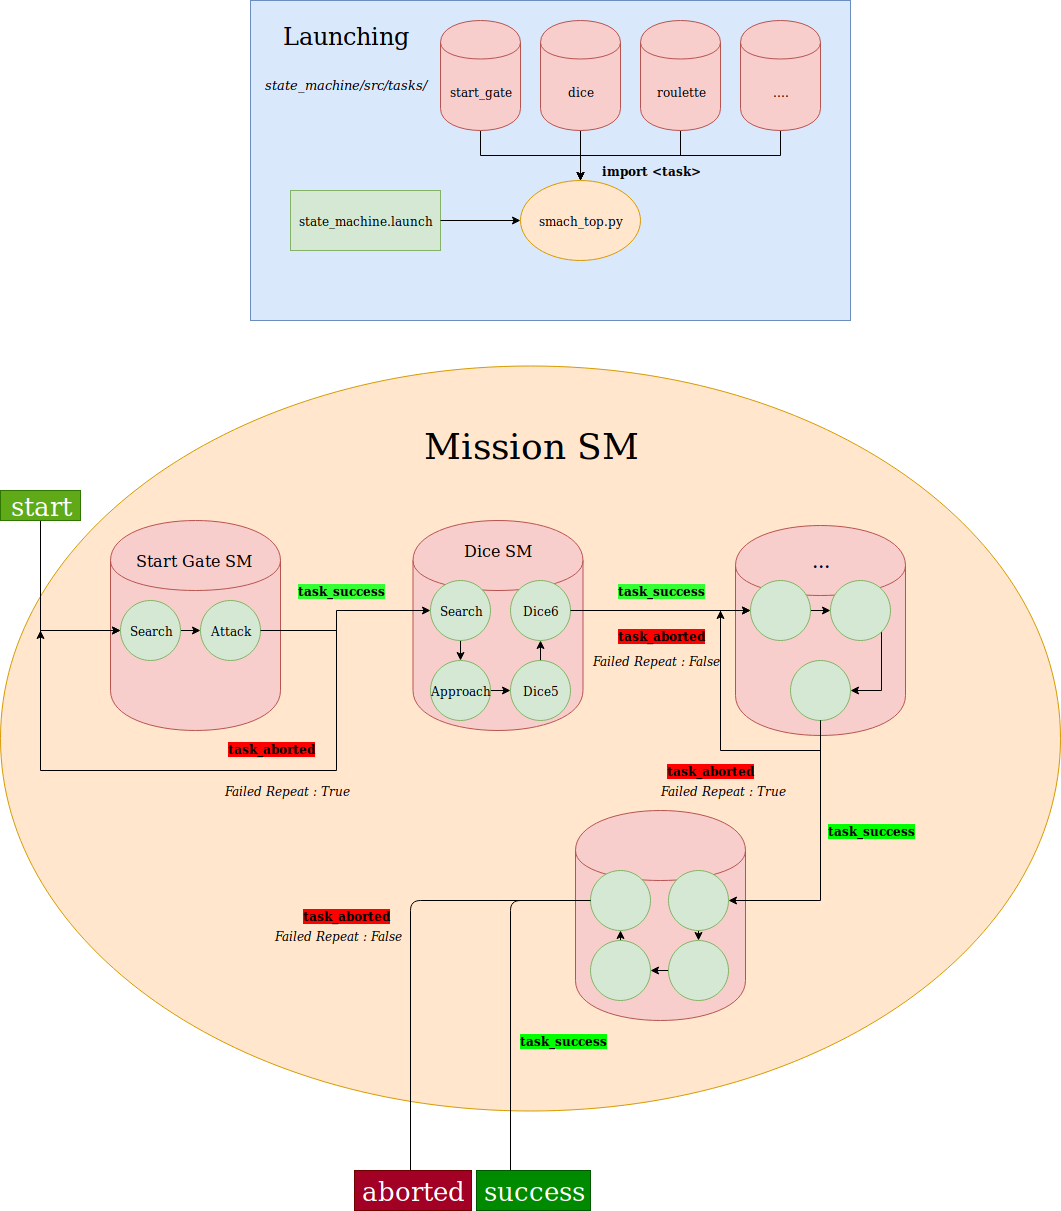 Launching
state_machine/src/tasks/
start_gate
dice
roulette
....
import <task>
state_machine.launch
smach_top.py
Mission SM
start
Start Gate SM
Search
Attack
task_success
task_aborted
Failed Repeat : True
Dice SM
Search
Dice6
Approach
Dice5
task_success
task_aborted
Failed Repeat : False
...
task_aborted
Failed Repeat : True
task_success
task_aborted
Failed Repeat : False
task_success
aborted
success